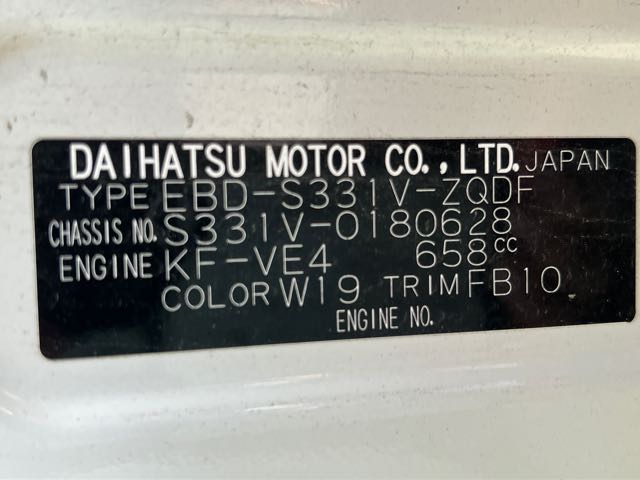 DAIHATSU MOTOR CO., LTD. JAPAN
TYPE EBD-S331V-ZQDF
CHASSIS NO. S331V-0180628
ENGINE KF-VE4 658cc
COLOR W19 TRIM FB10
ENGINE NO.